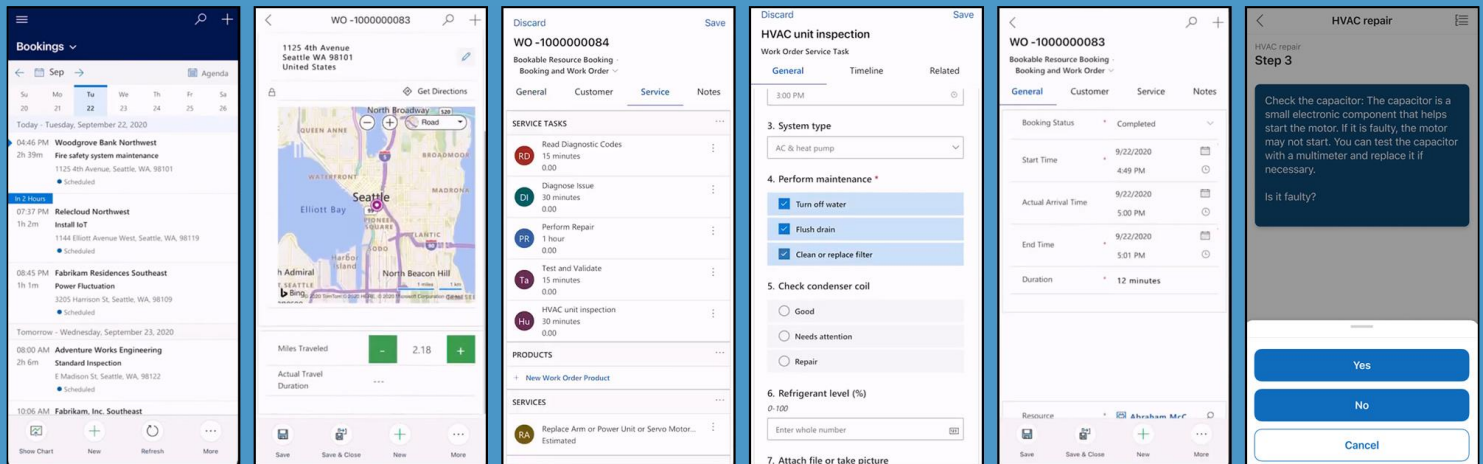 Bookings
Sep
Agenda
Su Mo Tu We Th Fr Sa
20 21 22 23 24 25 26
Today - Tuesday, September 22, 2020
04:46 PM Woodgrove Bank Northwest
2h 39m Fire safety system maintenance
1125 4th Avenue, Seattle, WA, 98101
Scheduled
In 2 Hours
07:37 PM Relecloud Northwest
1h 2m Install IoT
1144 Elliott Avenue West, Seattle, WA, 98119
Scheduled
08:45 PM Fabrikam Residences Southeast
1h 1m Power Fluctuation
3205 Harrison St, Seattle, WA, 98109
Scheduled
Tomorrow - Wednesday, September 23, 2020
08:00 AM Adventure Works Engineering
2h 6m Standard Inspection
E Madison St, Seattle, WA, 98122
Scheduled
10:06 AM Fabrikam, Inc. Southeast
Show Chart New Refresh More
WO -1000000083
1125 4th Avenue
Seattle WA 98101
United States
Get Directions
North Broadway 520
Road
QUEEN ANNE
BROADMOOR
WATERFRONT
MADRONA
Seattle
Elliott Bay
PIONEER
SQUARE
ATLANTIC
SODO
Harbor
Island
h Admiral
North Beacon Hill
T SEATTLE
1 miles 1 km
Bing
Miles Traveled - 2.18 +
Actual Travel
Duration ---
Save Save & Close New More
Discard Save
WO -1000000084
Bookable Resource Booking ·
Booking and Work Order
General Customer Service Notes
SERVICE TASKS
Read Diagnostic Codes
RD 15 minutes
0.00
Diagnose Issue
DI 30 minutes
0.00
Perform Repair
PR 1 hour
0.00
Test and Validate
Ta 15 minutes
0.00
HVAC unit inspection
Hu 30 minutes
0.00
PRODUCTS
+ New Work Order Product
SERVICES
Replace Arm or Power Unit or Servo Motor...
RA Estimated
Discard Save
HVAC unit inspection
Work Order Service Task
General Timeline Related
3:00 PM
3. System type
AC & heat pump
4. Perform maintenance *
Turn off water
Flush drain
Clean or replace filter
5. Check condenser coil
Good
Needs attention
Repair
6. Refrigerant level (%)
0-100
Enter whole number
7. Attach file or take picture
WO -1000000083
Bookable Resource Booking ·
Booking and Work Order
General Customer Service Notes
Booking Status * Completed
9/22/2020
Start Time *
4:49 PM
9/22/2020
Actual Arrival Time
5:00 PM
9/22/2020
End Time *
5:01 PM
Duration * 12 minutes
Resource * Abraham McC
Save Save & Close New More
HVAC repair
HVAC repair
Step 3
Check the capacitor: The capacitor is a
small electronic component that helps
start the motor. If it is faulty, the motor
may not start. You can test the capacitor
with a multimeter and replace it if
necessary.
Is it faulty?
Yes
No
Cancel